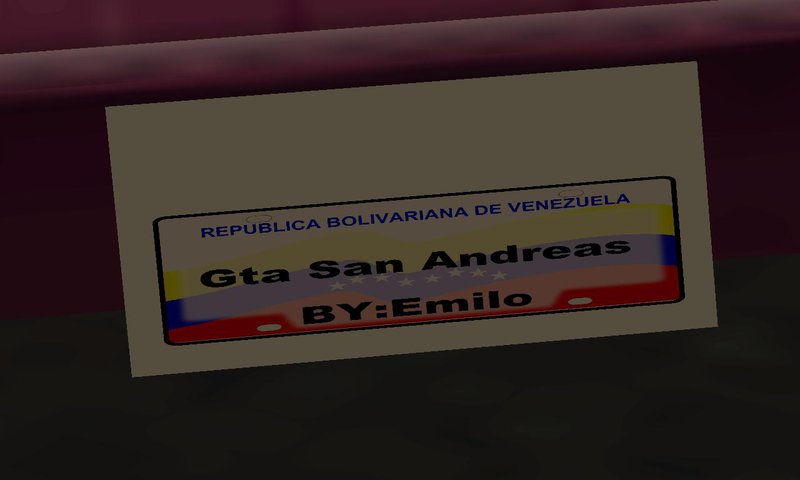 REPUBLICA BOLIVARIANA DE VENEZUELA
Gta San Andreas
BY:Emilo